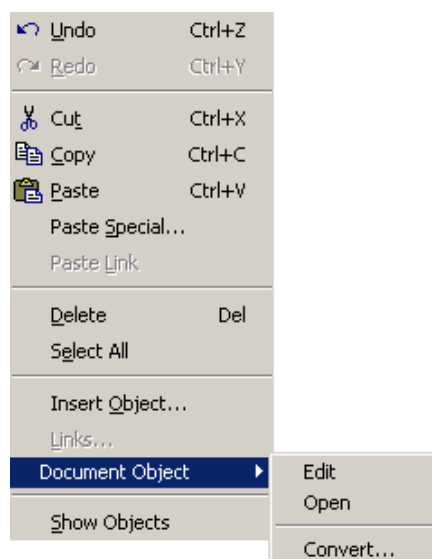 Undo Ctrl+Z
Redo Ctrl+Y
Cut Ctrl+X
Copy Ctrl+C
Paste Ctrl+V
Paste Special...
Paste Link
Delete Del
Select All
Insert Object...
Links...
Document Object
Edit
Open
Show Objects
Convert...